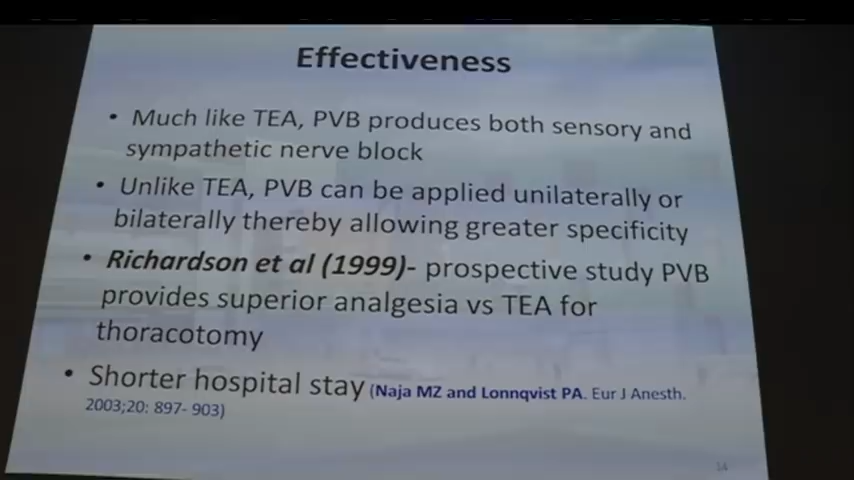 Effectiveness
• Much like TEA, PVB produces both sensory and
sympathetic nerve block
• Unlike TEA, PVB can be applied unilaterally or
bilaterally thereby allowing greater specificity
• Richardson et al (1999)- prospective study PVB
provides superior analgesia vs TEA for
thoracotomy
• Shorter hospital stay (Naja MZ and Lonnqvist PA. Eur J Anesth.
2003;20: 897- 903)